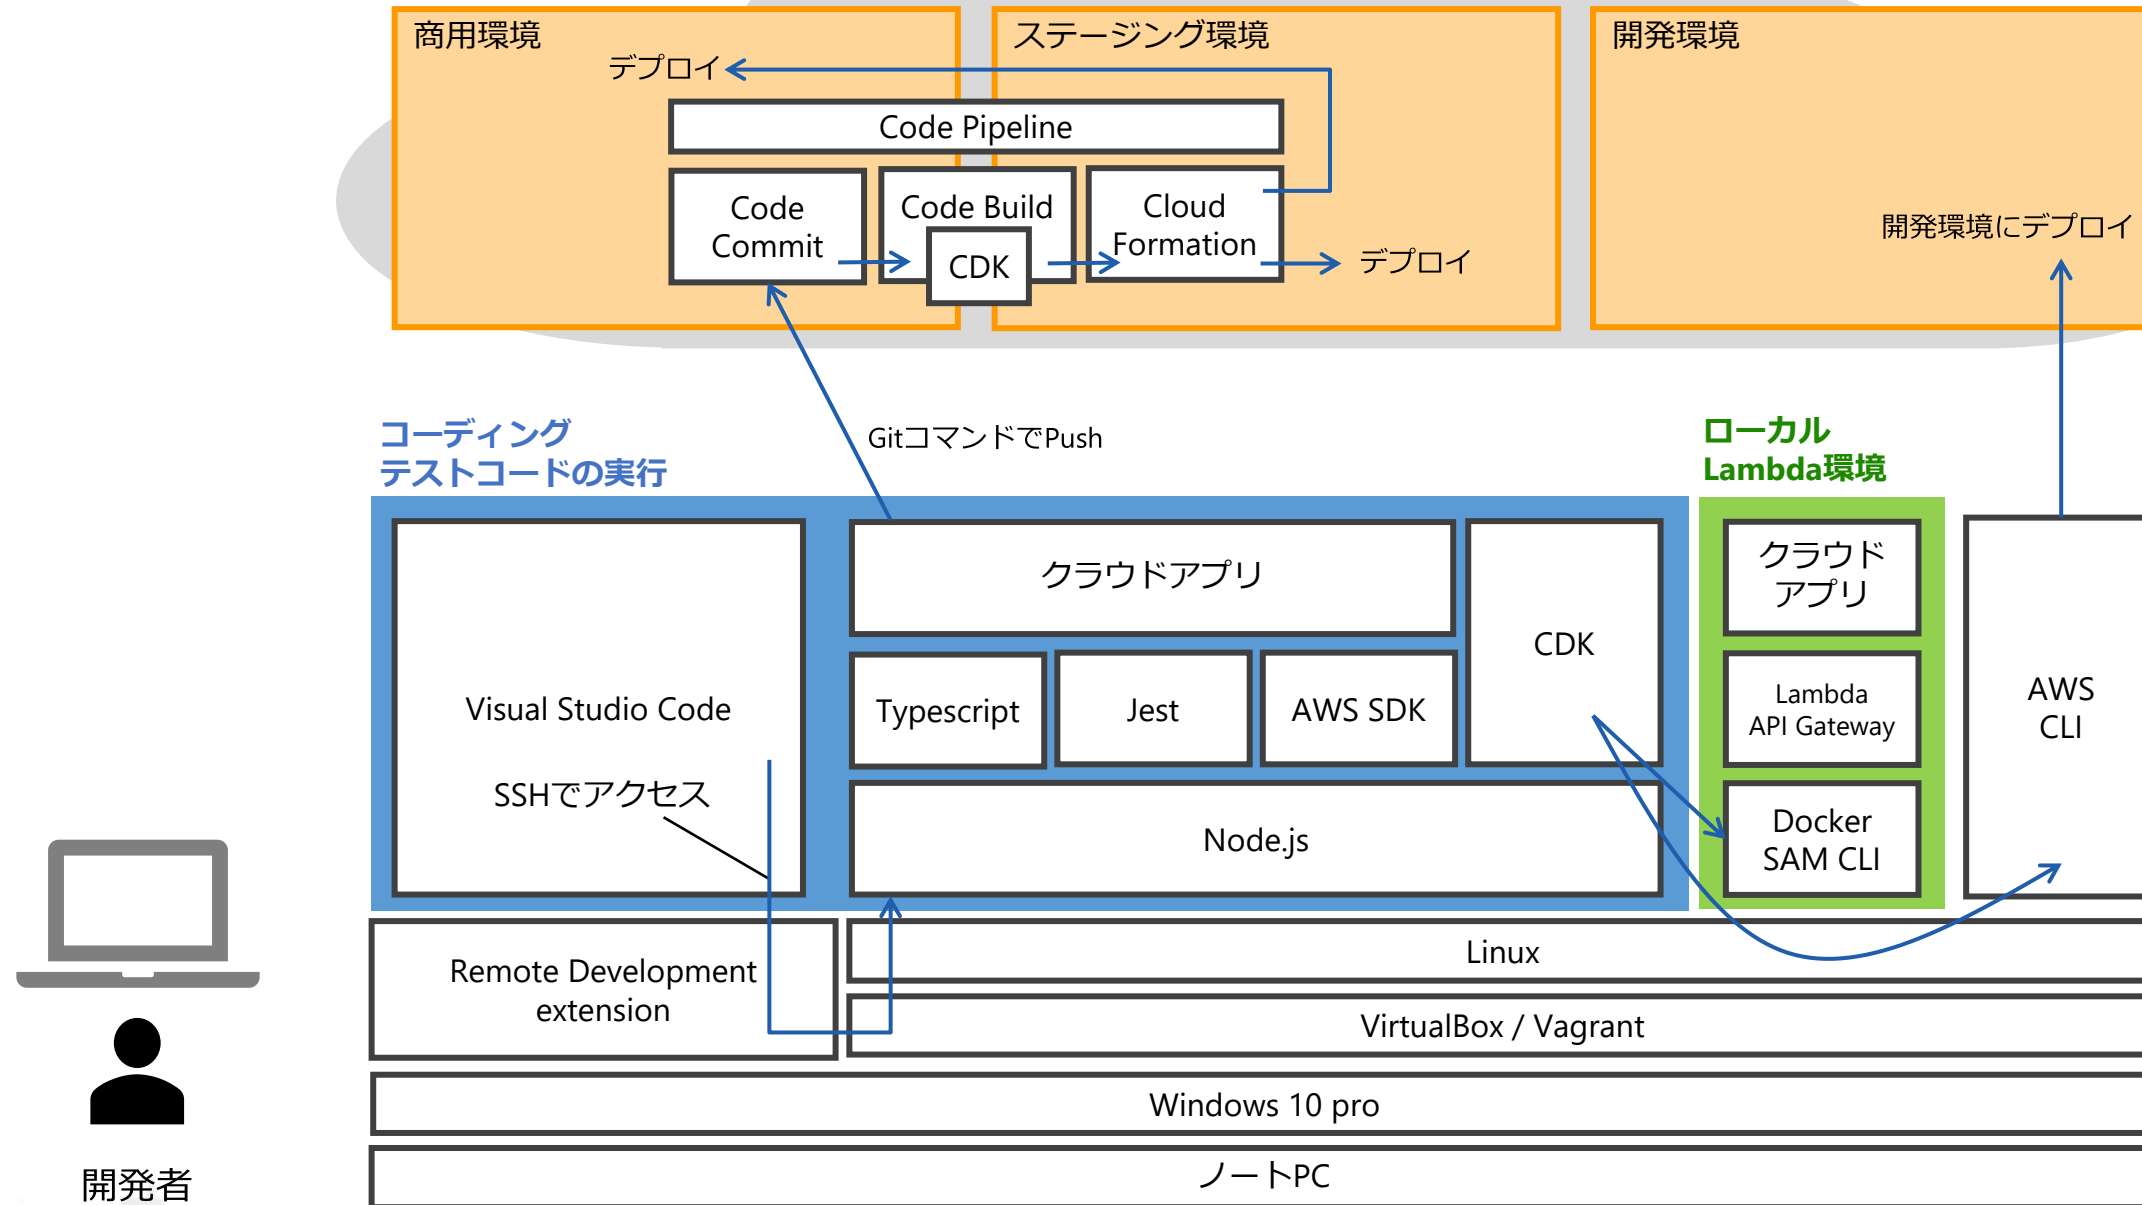 商用環境
ステージング環境
開発環境
デプロイ
Code Pipeline
Code
Commit
Code Build
CDK
Cloud
Formation
デプロイ
開発環境にデプロイ
GitコマンドでPush
コーディング
テストコードの実行
ローカル
Lambda環境
Visual Studio Code
SSHでアクセス
クラウドアプリ
Typescript
Jest
AWS SDK
CDK
Node.js
クラウド
アプリ
Lambda
API Gateway
Docker
SAM CLI
AWS
CLI
Remote Development
extension
Linux
VirtualBox / Vagrant
Windows 10 pro
ノートPC
開発者